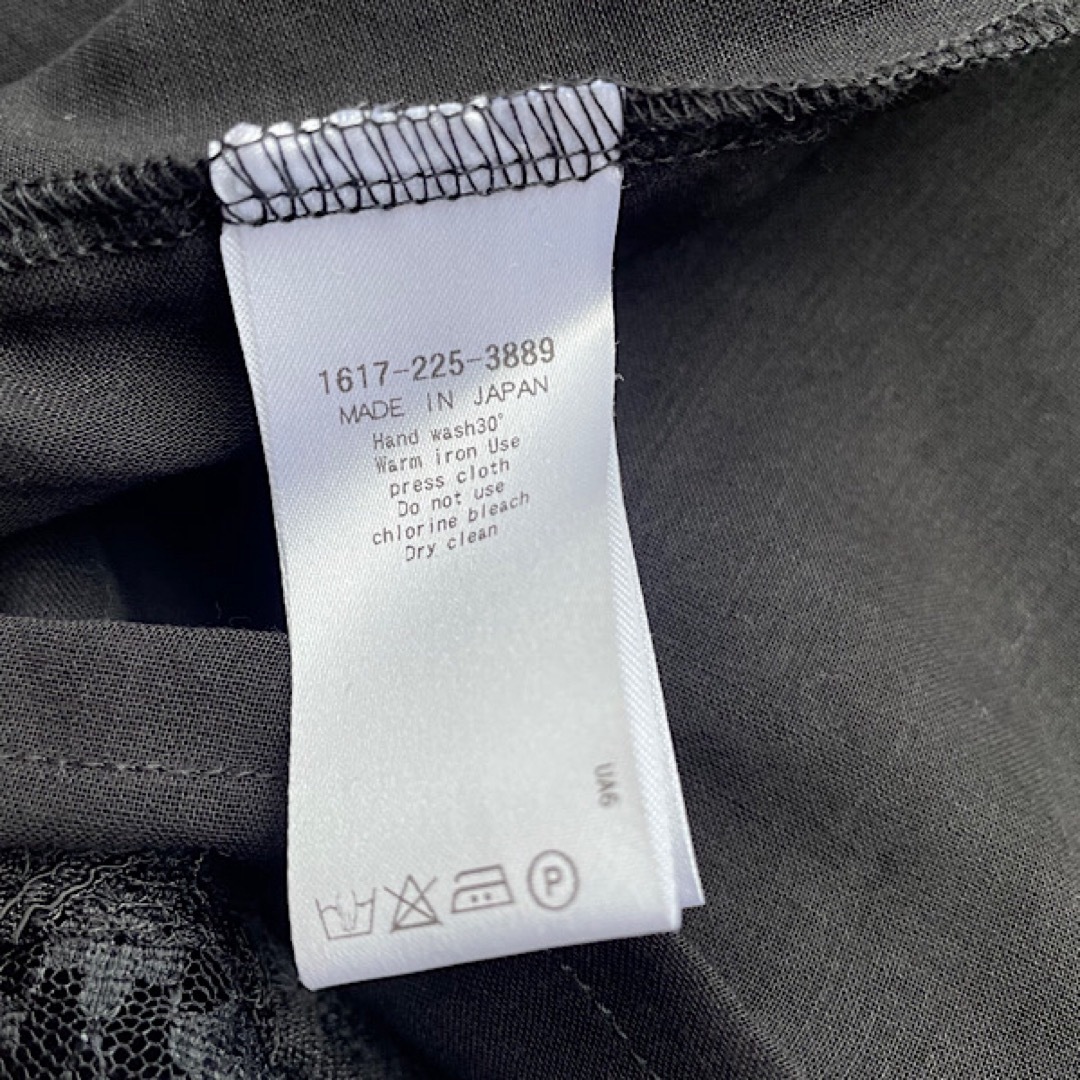 1617-225-3889
MADE IN JAPAN
Hand wash30°
Warm iron Use
press cloth
Do not use
chlorine bleach
Dry clean
UA6
P